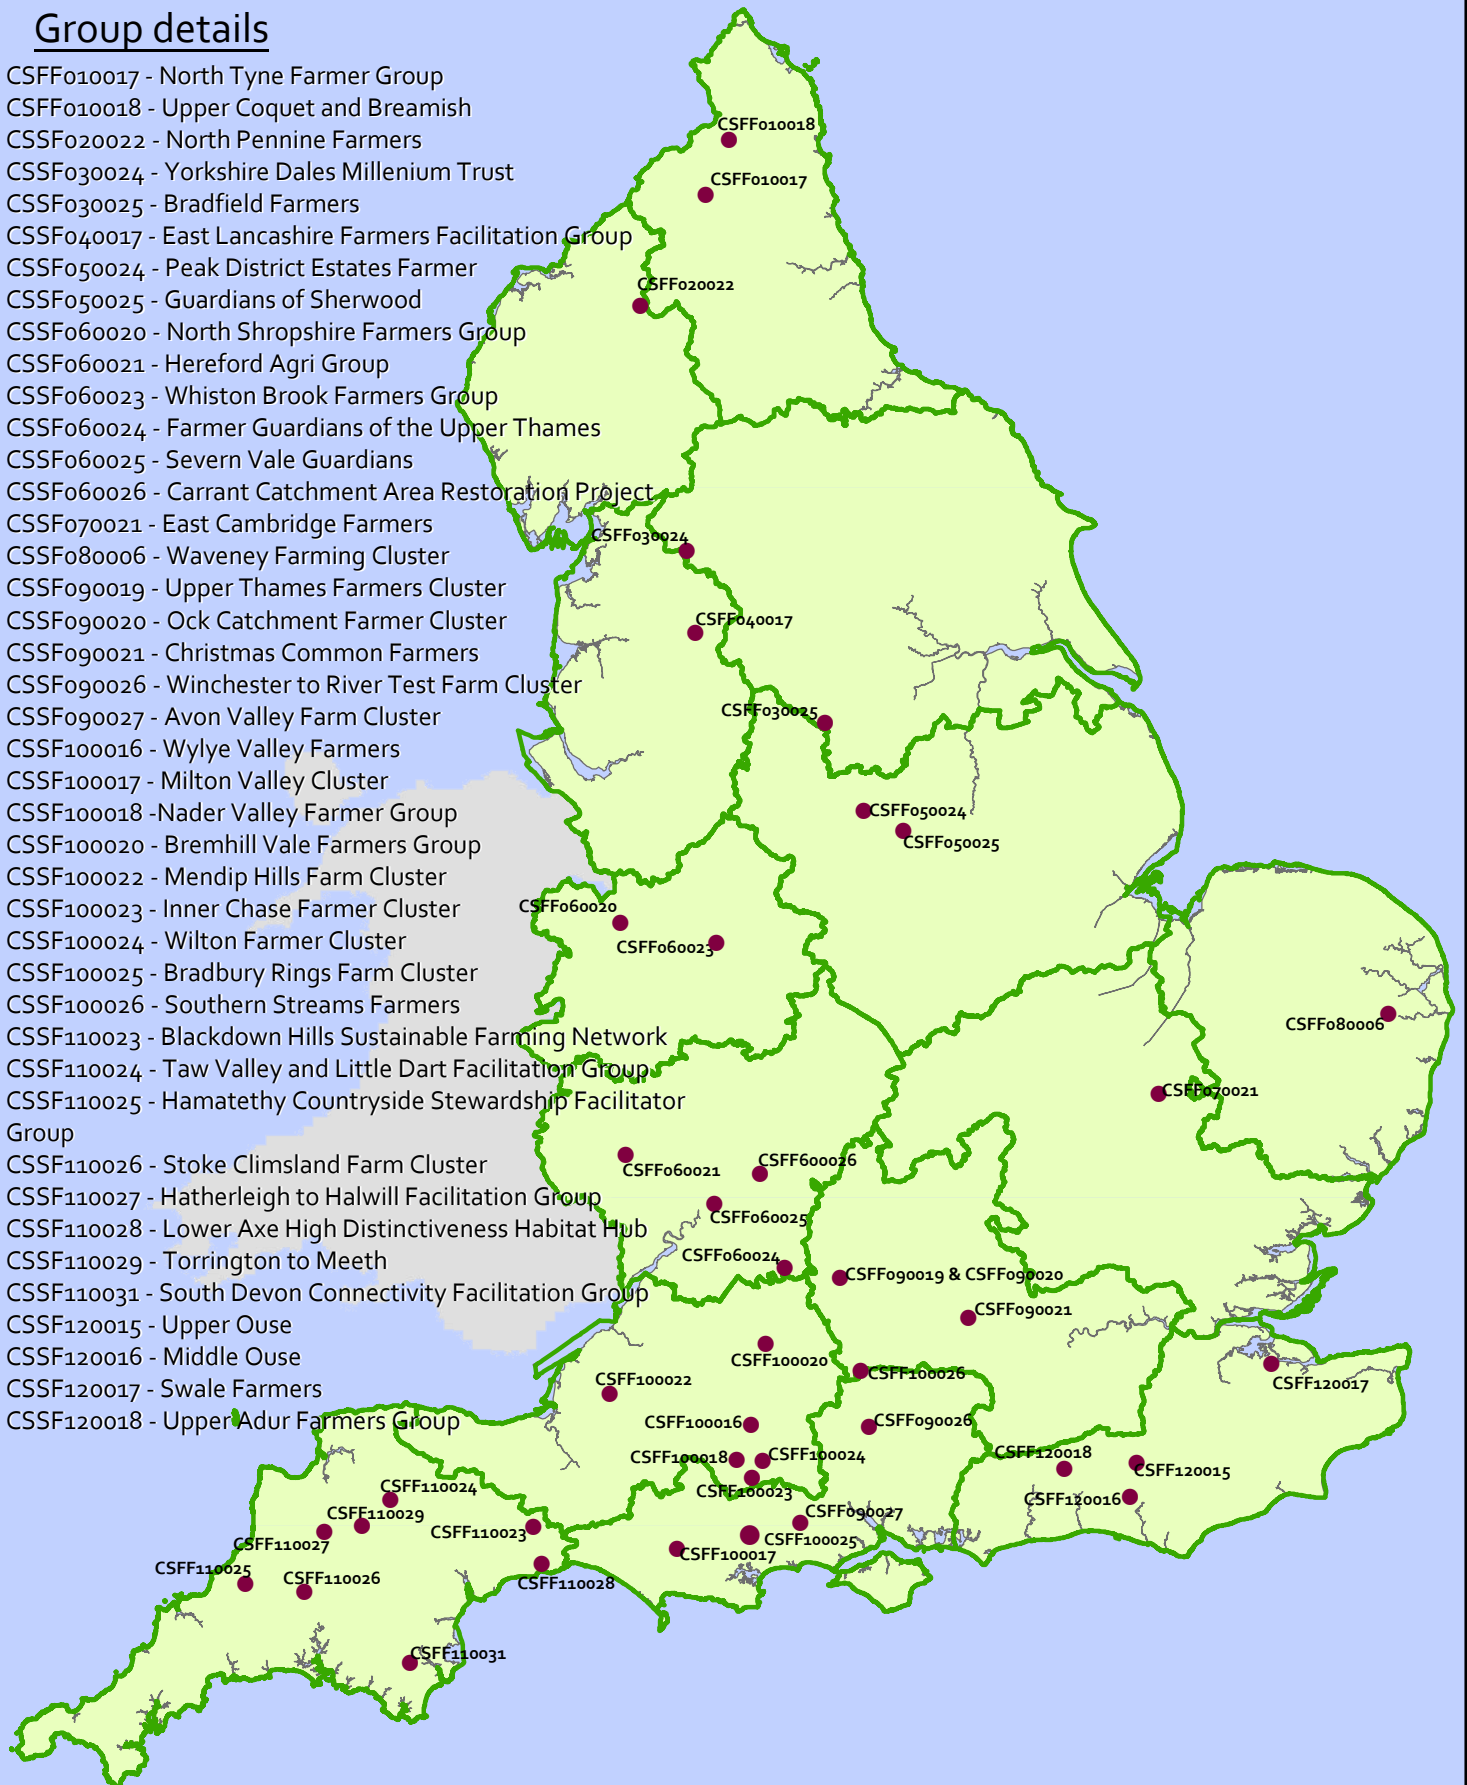 Group details
CSFF010017 - North Tyne Farmer Group
CSFF010018 - Upper Coquet and Breamish
CSSF020022 - North Pennine Farmers
CSSF030024 - Yorkshire Dales Millenium Trust
CSSF030025 - Bradfield Farmers
CSSF040017 - East Lancashire Farmers Facilitation Group
CSSF050024 - Peak District Estates Farmer
CSSF050025 - Guardians of Sherwood
CSSF060020 - North Shropshire Farmers Group
CSSF060021 - Hereford Agri Group
CSSF060023 - Whiston Brook Farmers Group
CSSF060024 - Farmer Guardians of the Upper Thames
CSSF060025 - Severn Vale Guardians
CSSF060026 - Carrant Catchment Area Restoration Project
CSSF070021 - East Cambridge Farmers
CSSF080006 - Waveney Farming Cluster
CSSF090019 - Upper Thames Farmers Cluster
CSSF090020 - Ock Catchment Farmer Cluster
CSSF090021 - Christmas Common Farmers
CSSF090026 - Winchester to River Test Farm Cluster
CSSF090027 - Avon Valley Farm Cluster
CSSF100016 - Wylye Valley Farmers
CSSF100017 - Milton Valley Cluster
CSSF100018 -Nader Valley Farmer Group
CSSF100020 - Bremhill Vale Farmers Group
CSSF100022 - Mendip Hills Farm Cluster
CSSF100023 - Inner Chase Farmer Cluster
CSSF100024 - Wilton Farmer Cluster
CSSF100025 - Bradbury Rings Farm Cluster
CSSF100026 - Southern Streams Farmers
CSSF110023 - Blackdown Hills Sustainable Farming Network
CSSF110024 - Taw Valley and Little Dart Facilitation Group
CSSF110025 - Hamatethy Countryside Stewardship Facilitator
Group
CSSF110026 - Stoke Climsland Farm Cluster
CSSF110027 - Hatherleigh to Halwill Facilitation Group
CSSF110028 - Lower Axe High Distinctiveness Habitat Hub
CSSF110029 - Torrington to Meeth
CSSF110031 - South Devon Connectivity Facilitation Group
CSSF120015 - Upper Ouse
CSSF120016 - Middle Ouse
CSSF120017 - Swale Farmers
CSSF120018 - Upper Adur Farmers Group
CSFF010018
CSFF010017
CSFF020022
CSFF030024
CSFF040017
CSFF030025
CSFF050024
CSFF050025
CSFF060020
CSFF060023
CSFF080006
CSFF070021
CSFF060021
CSFF600026
CSFF060025
CSFF060024
CSFF090019 & CSFF090020
CSFF090021
CSFF100020
CSFF100026
CSFF100022
CSFF120017
CSFF100016
CSFF090026
CSFF100018
CSFF100024
CSFF120018
CSFF120015
CSFF100023
CSFF120016
CSFF110024
CSFF110029
CSFF090027
CSFF110023
CSFF110027
CSFF100025
CSFF100017
CSFF110025
CSFF110026
CSFF110028
CSFF110031